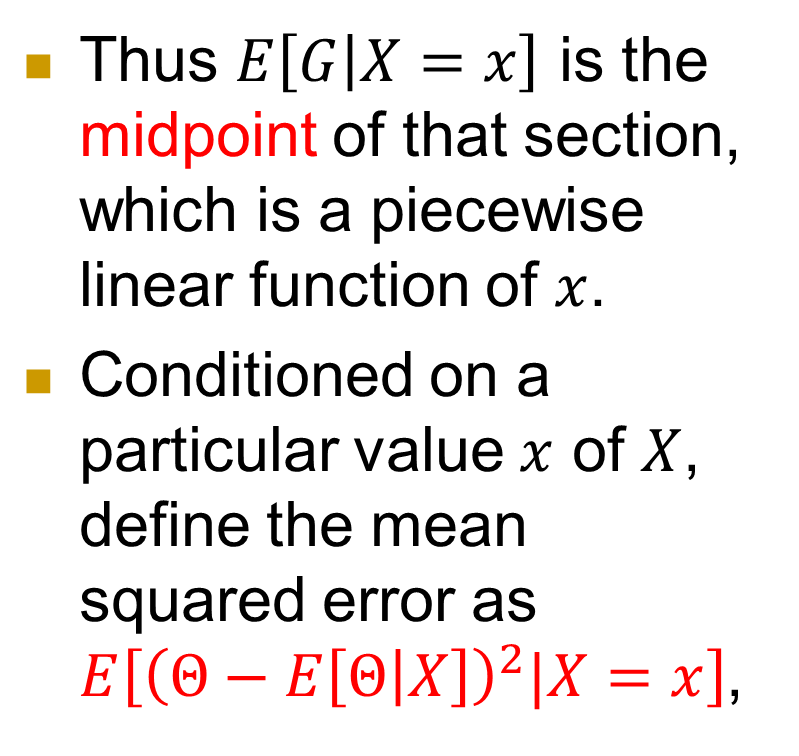 Thus E[G|X = x] is the
midpoint of that section,
which is a piecewise
linear function of x.
Conditioned on a
particular value x of X,
define the mean
squared error as
E[(Θ − E[Θ|X])²|X = x],